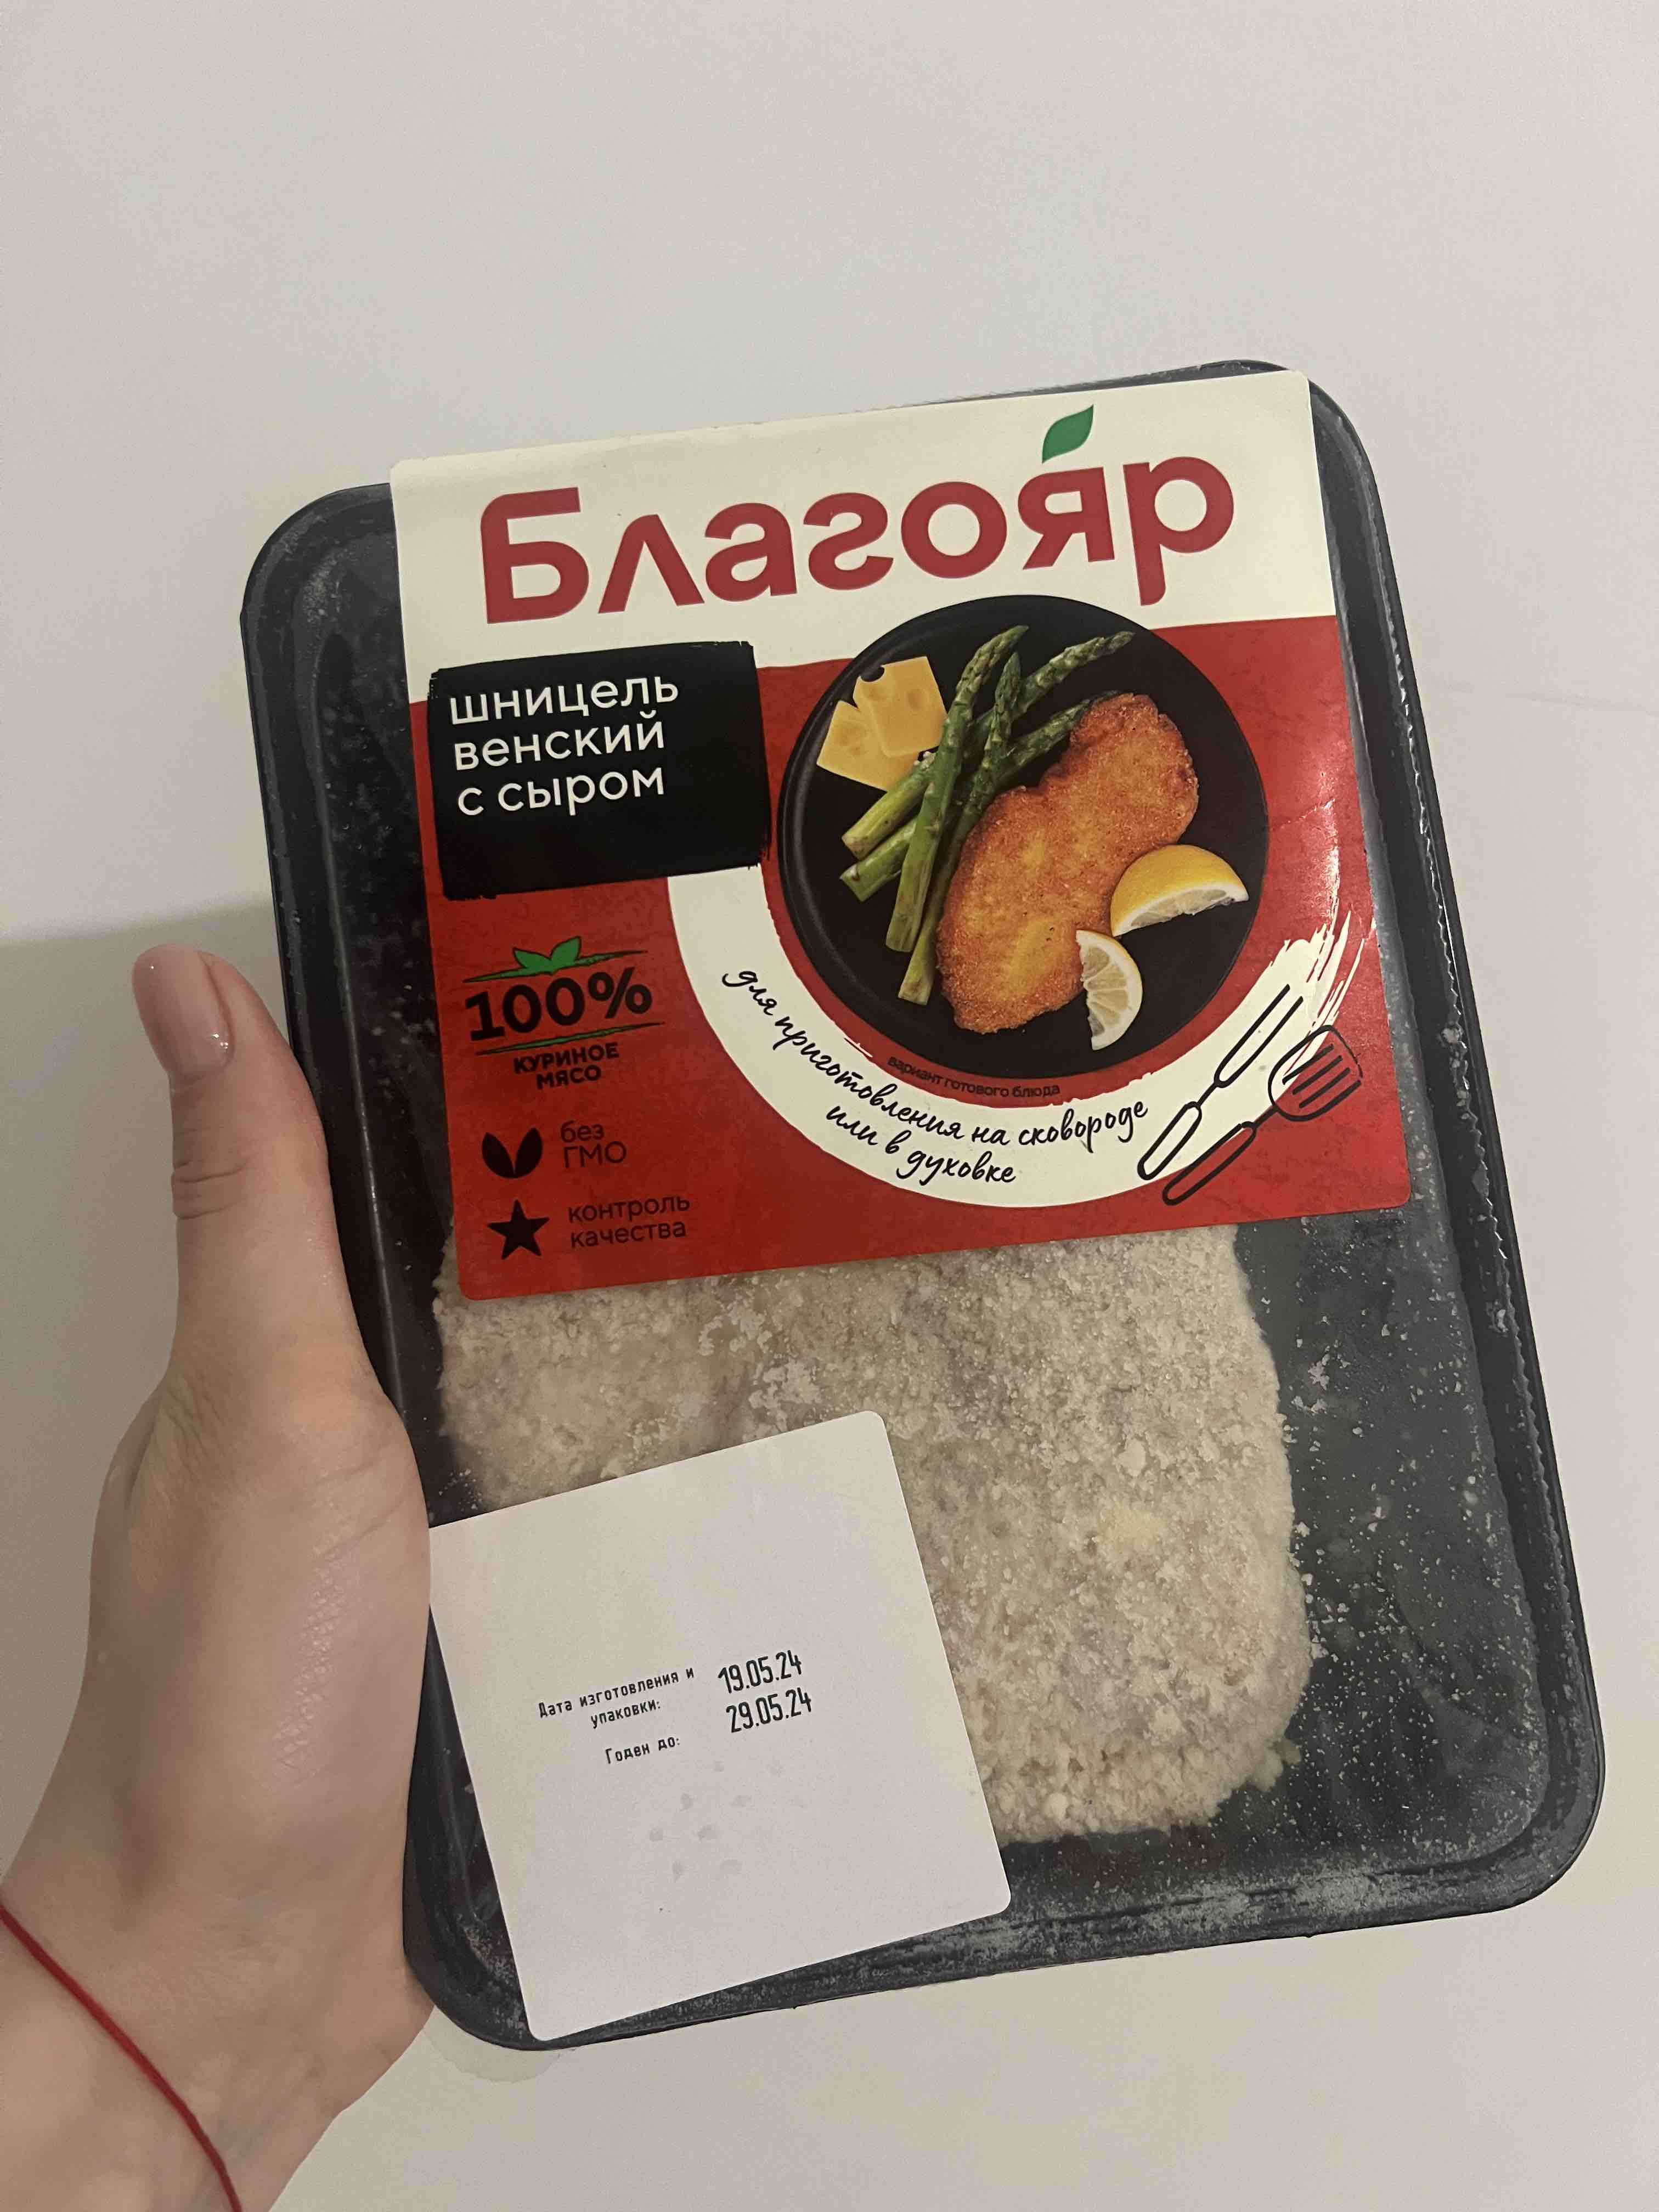 Благояр
шницель
венский
с сыром
100%
КУРИНОЕ
МЯСО
без
ГМО
контроль
качества
вариант готового блюда
для приготовления на сковороде
или в духовке
Дата изготовления и
упаковки:
19.05.24
Годен до:
29.05.24